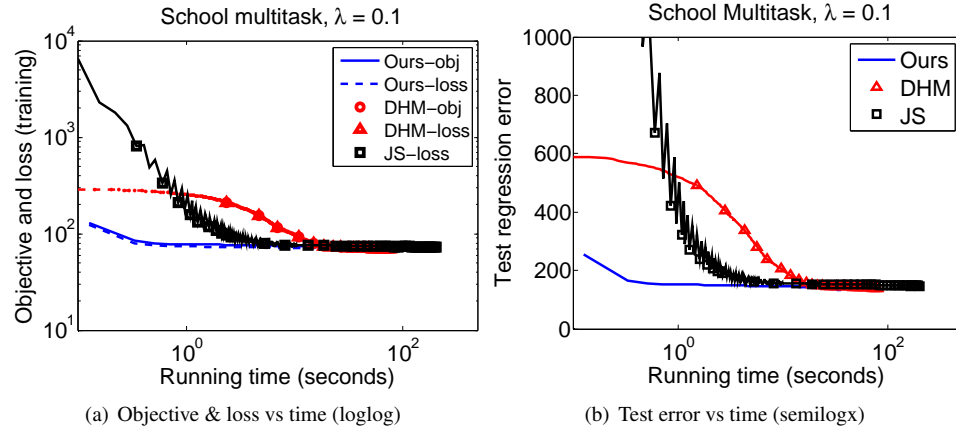 School multitask, λ = 0.1
Objective and loss (training)
10^4
10^3
10^2
10^1
Ours−obj
Ours−loss
DHM−obj
DHM−loss
JS−loss
10^0
10^2
Running time (seconds)
(a) Objective & loss vs time (loglog)
School Multitask, λ = 0.1
Test regression error
1000
800
600
400
200
0
Ours
DHM
JS
10^0
10^2
Running time (seconds)
(b) Test error vs time (semilogx)